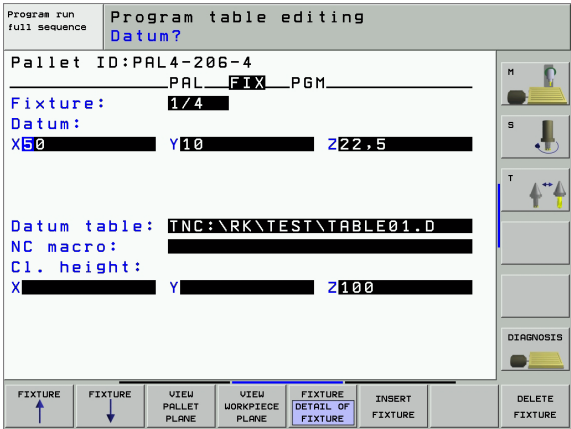 Program run
full sequence
Program table editing
Datum?
Pallet ID:PAL4-206-4
PAL FIX PGM
Fixture: 1/4
Datum:
X50 Y10 Z22,5
Datum table: TNC:\RK\TEST\TABLE01.D
NC macro:
Cl. height:
X Y Z100
M
S
T
DIAGNOSIS
FIXTURE
FIXTURE
VIEW
PALLET
PLANE
VIEW
WORKPIECE
PLANE
FIXTURE
DETAIL OF
FIXTURE
INSERT
FIXTURE
DELETE
FIXTURE